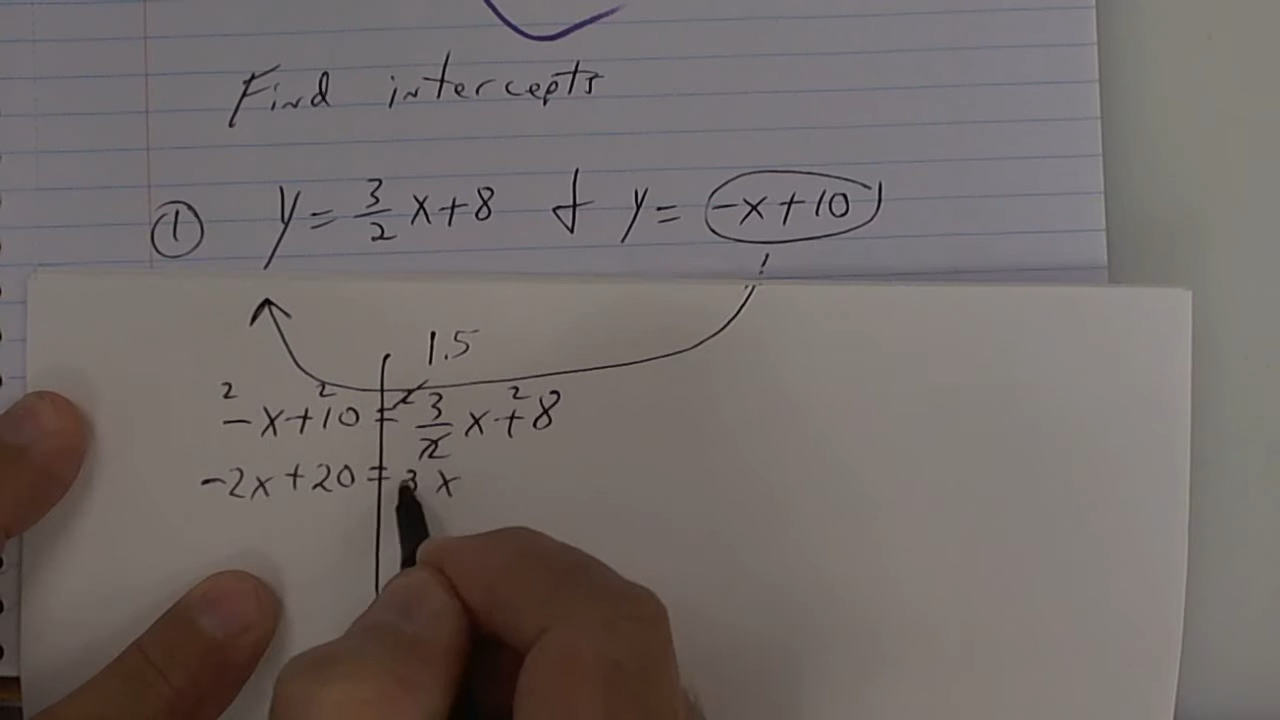 Find intercepts
① y = 3/2 x + 8 & y = -x + 10
1.5
2 2 2 2
-x + 10 = 3/2 x + 8
-2x + 20 = 3x